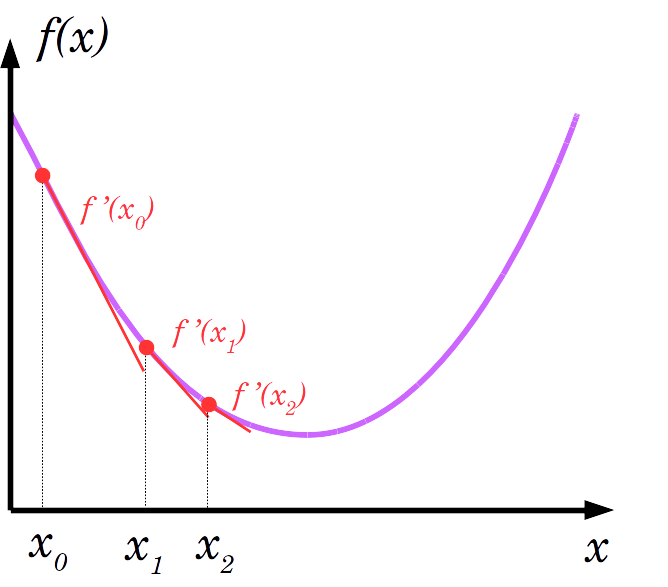 f(x)
f'(x₀)
f'(x₁)
f'(x₂)
x₀ x₁ x₂ x